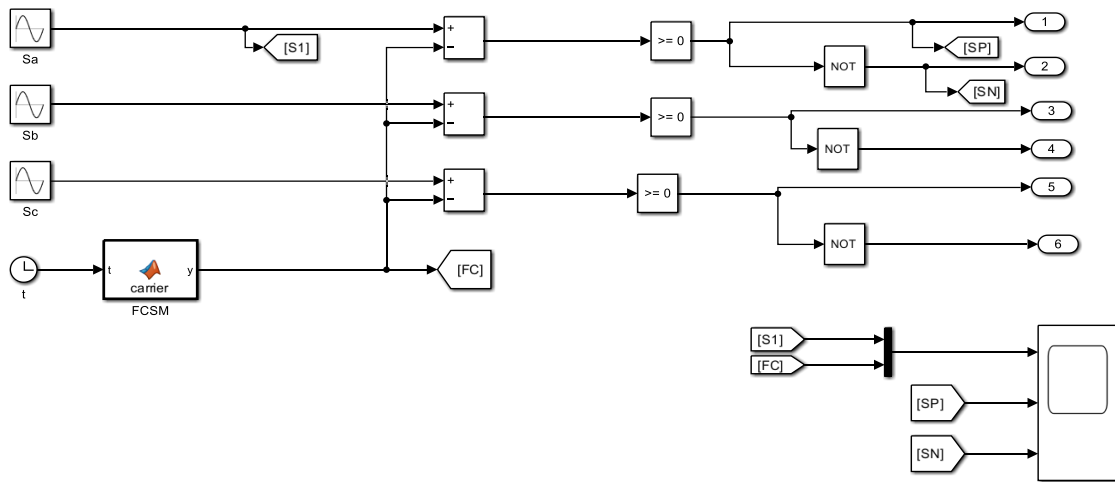 Sa
[S1]
+
−
>= 0
1
[SP]
NOT
2
[SN]
Sb
+
−
>= 0
3
NOT
4
Sc
+
−
>= 0
5
NOT
6
t
t
y
carrier
FCSM
[FC]
[S1]
[FC]
[SP]
[SN]